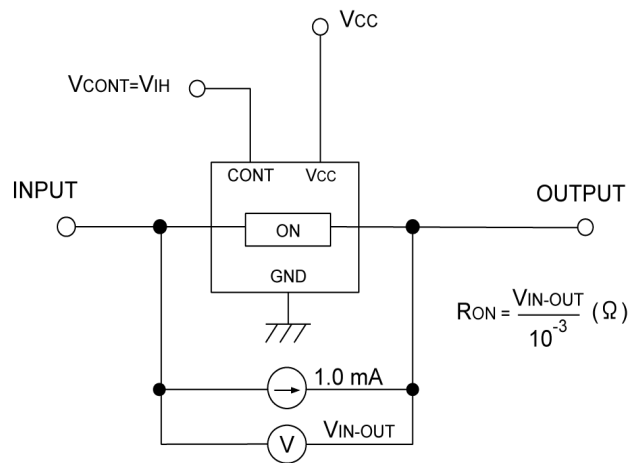 VCC
VCONT=VIH
CONT
VCC
INPUT
OUTPUT
ON
GND
RON = VIN-OUT / 10⁻³ (Ω)
1.0 mA
VIN-OUT
V